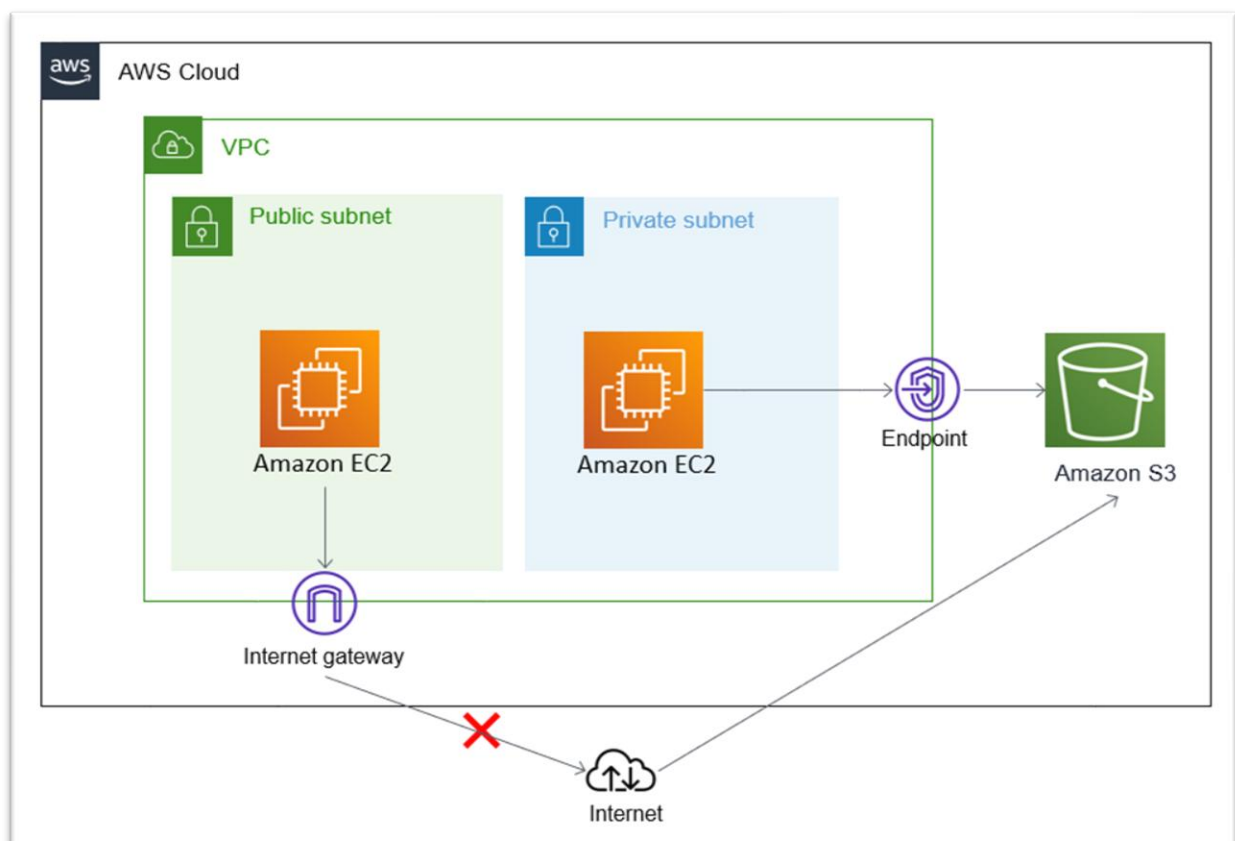 aws
AWS Cloud
VPC
Public subnet
Private subnet
Amazon EC2
Amazon EC2
Endpoint
Amazon S3
Internet gateway
Internet